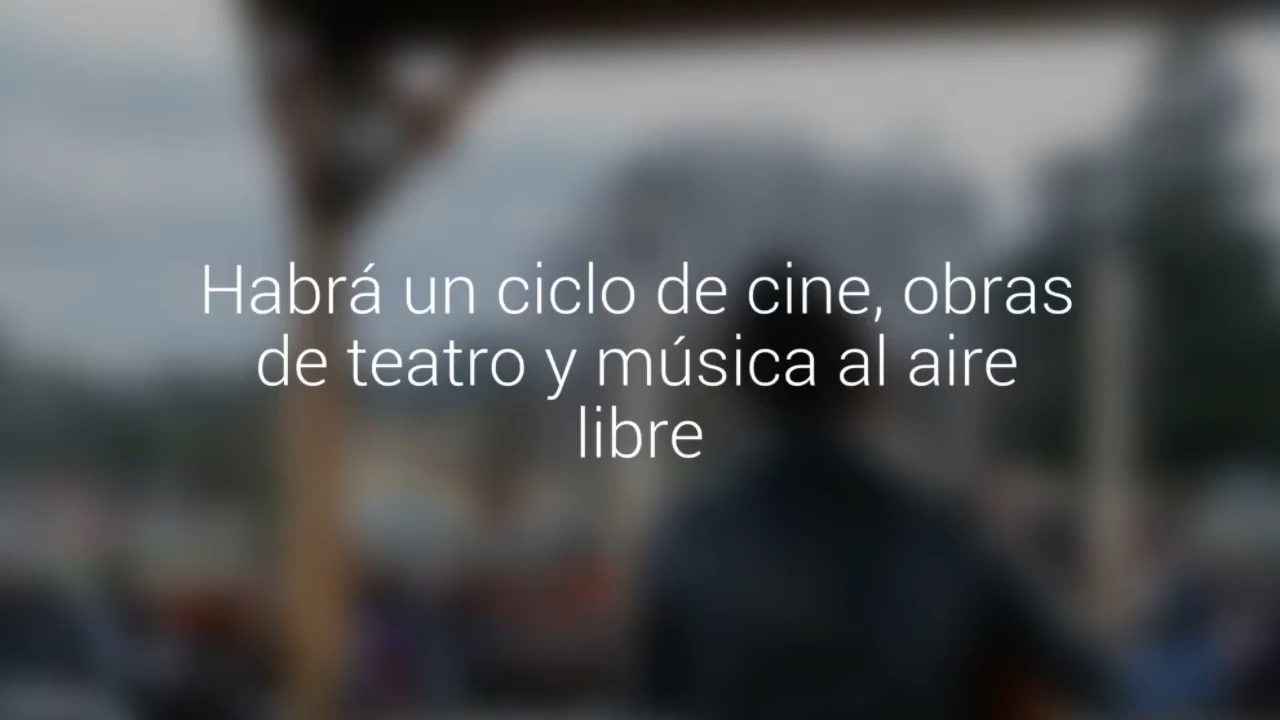 Habrá un ciclo de cine, obras
de teatro y música al aire
libre